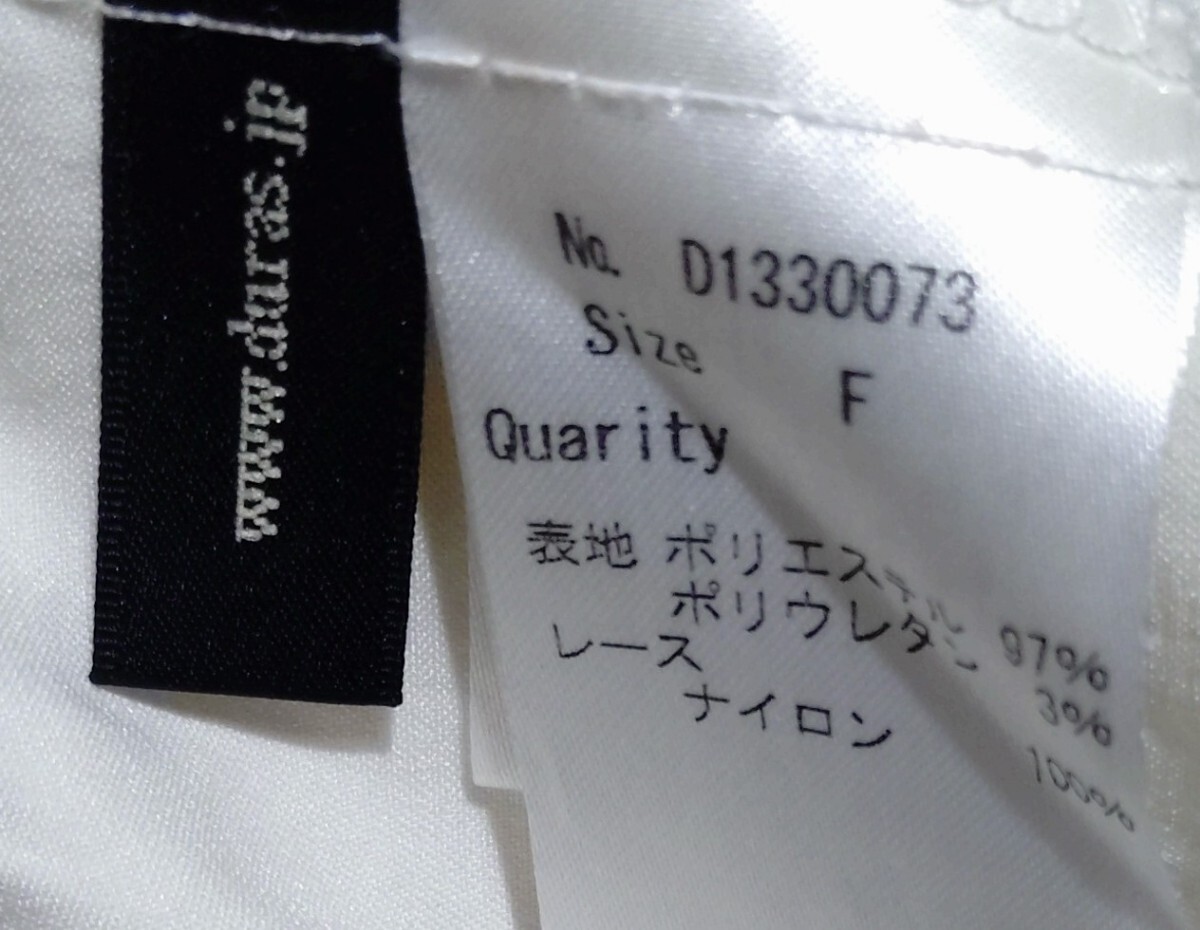 www.daras.jp
No. D1330073
Size F
Quarity
表地 ポリエステル 97%
ポリウレタン 3%
レース
ナイロン 100%